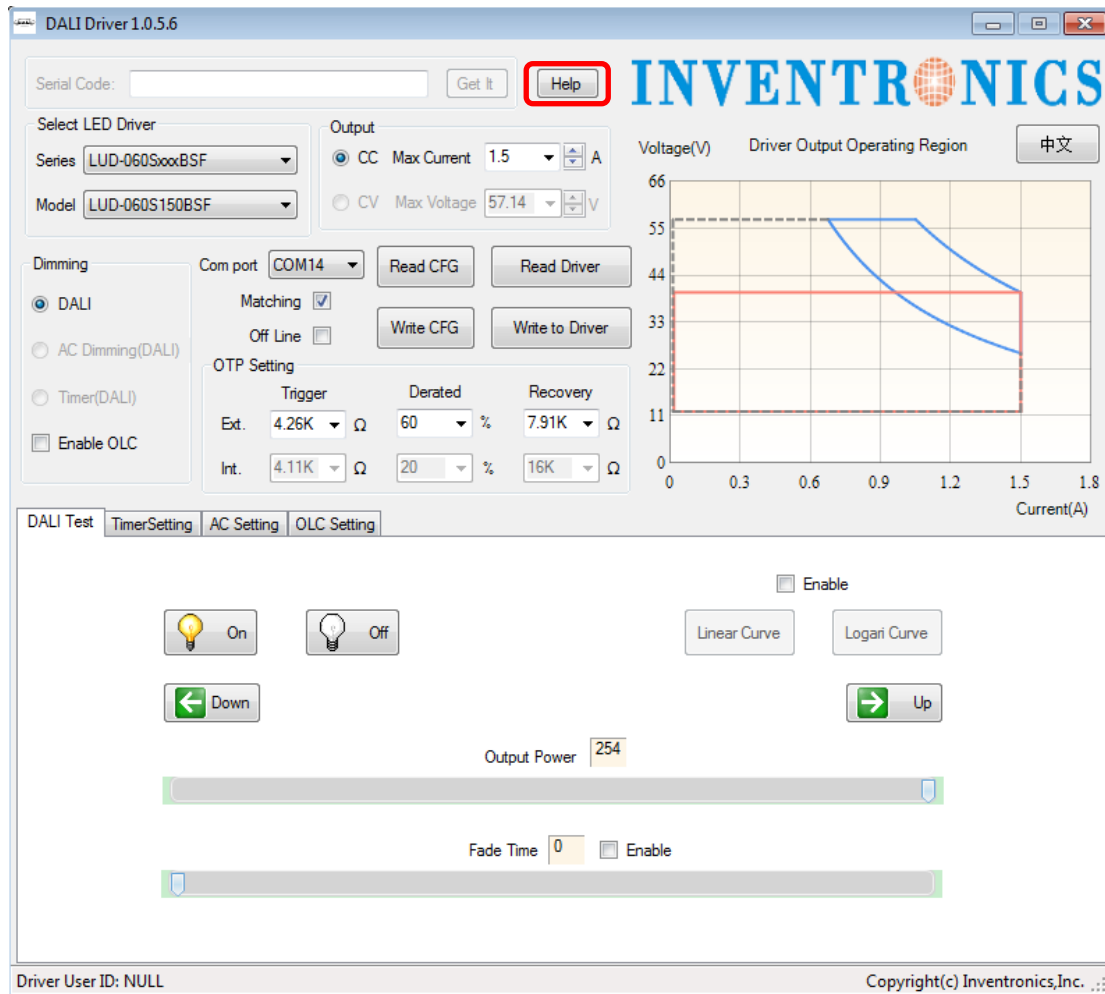 DALI Driver 1.0.5.6
Serial Code:
Get It
Help
INVENTRONICS
Select LED Driver
Series LUD-060SxxxBSF
Model LUD-060S150BSF
Output
CC Max Current 1.5 A
CV Max Voltage 57.14 V
Voltage(V) Driver Output Operating Region 中文
66
55
44
33
22
11
0
0 0.3 0.6 0.9 1.2 1.5 1.8
Current(A)
Dimming
DALI
AC Dimming(DALI)
Timer(DALI)
Enable OLC
Com port COM14 Read CFG Read Driver
Matching
Off Line
Write CFG Write to Driver
OTP Setting
Trigger Derated Recovery
Ext. 4.26K Ω 60 % 7.91K Ω
Int. 4.11K Ω 20 % 16K Ω
DALI Test TimerSetting AC Setting OLC Setting
Enable
On Off Linear Curve Logari Curve
Down Up
Output Power 254
Fade Time 0 Enable
Driver User ID: NULL Copyright(c) Inventronics,Inc.